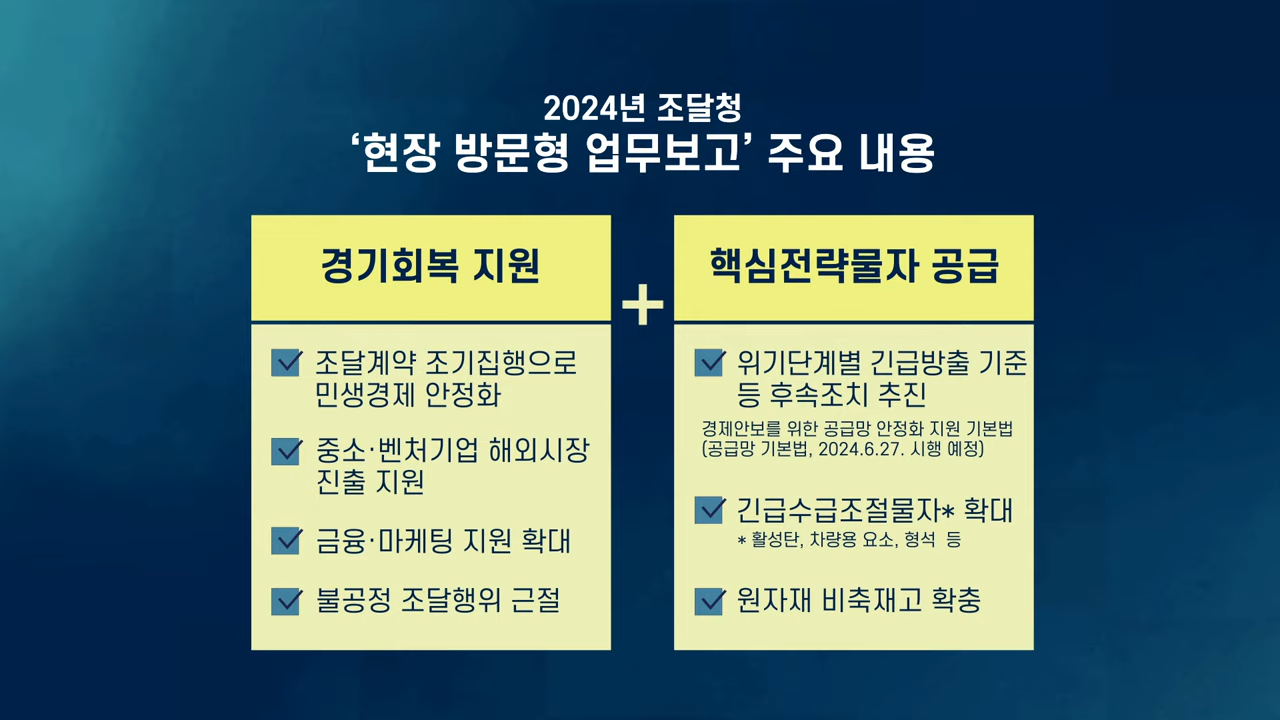 2024년 조달청
‘현장 방문형 업무보고’ 주요 내용
경기회복 지원
조달계약 조기집행으로
민생경제 안정화
중소·벤처기업 해외시장
진출 지원
금융·마케팅 지원 확대
불공정 조달행위 근절
+
핵심전략물자 공급
위기단계별 긴급방출 기준
등 후속조치 추진
경제안보를 위한 공급망 안정화 지원 기본법
(공급망 기본법, 2024.6.27. 시행 예정)
긴급수급조절물자* 확대
* 활성탄, 차량용 요소, 형석 등
원자재 비축재고 확충